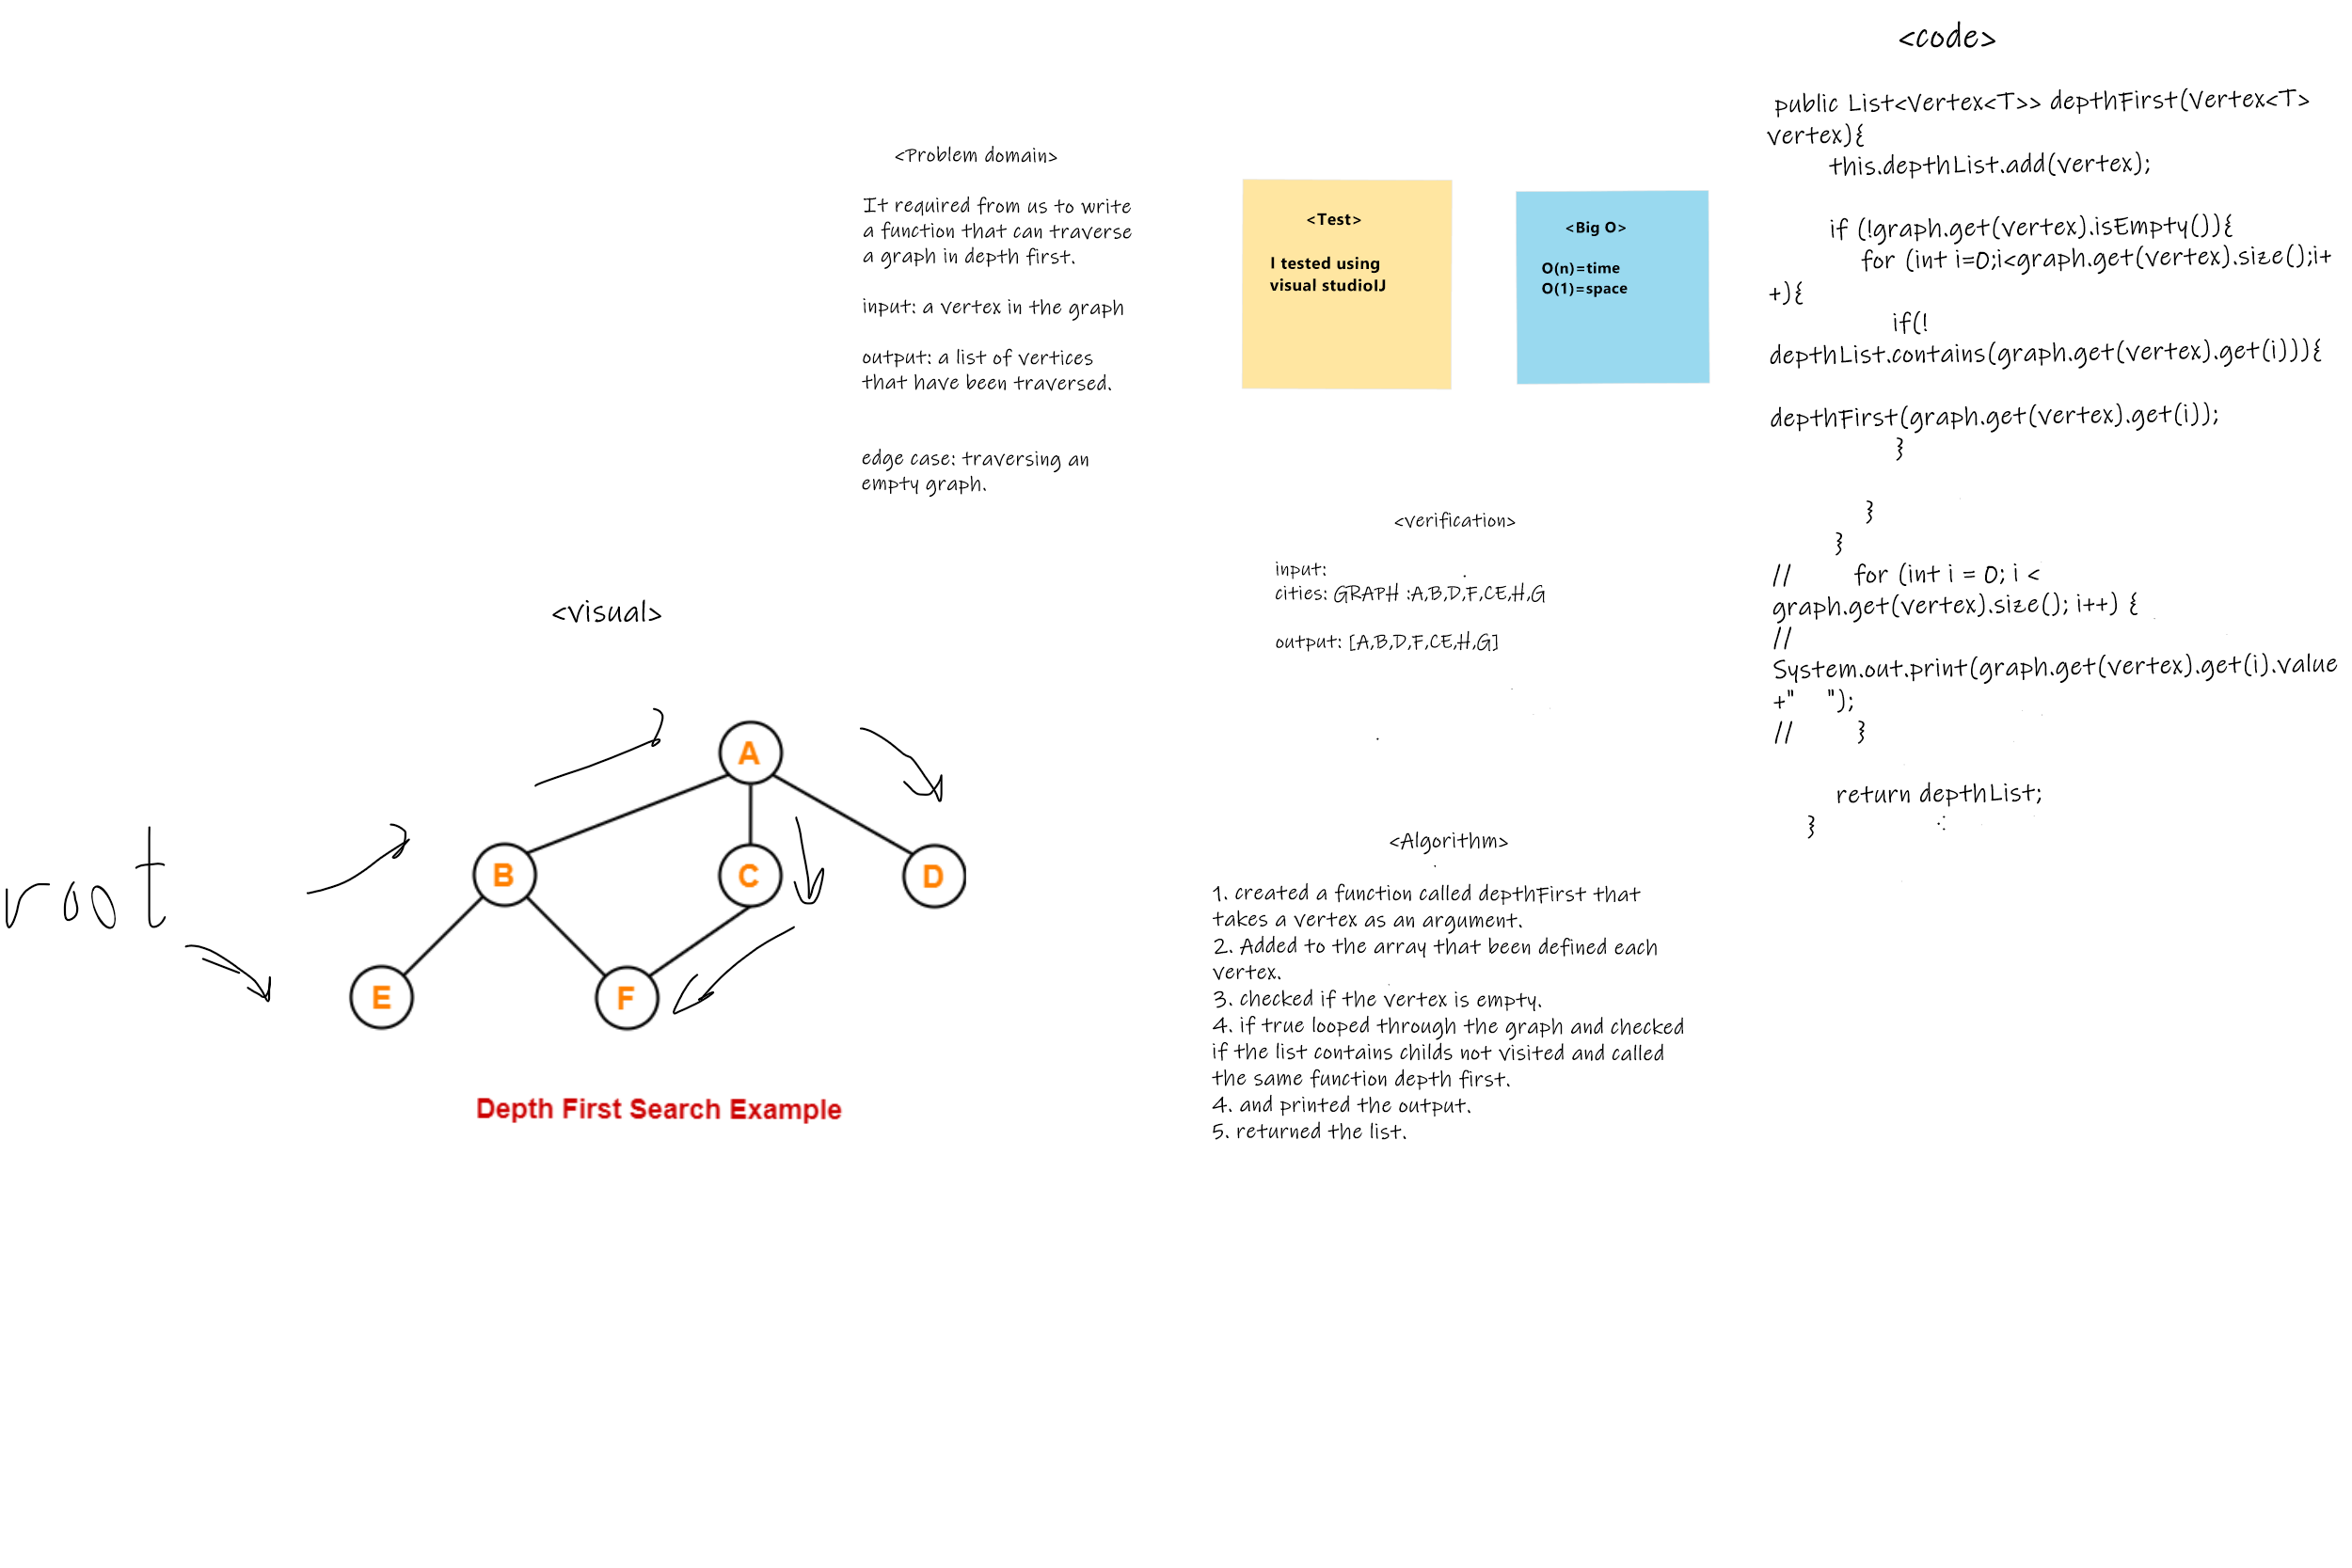 <Problem domain>
It required from us to write
a function that can traverse
a graph in depth first.
input: a vertex in the graph
output: a list of vertices
that have been traversed.
edge case: traversing an
empty graph.
<Test>
I tested using
visual studioIJ
<Big O>
O(n)=time
O(1)=space
<verification>
input:
cities: GRAPH :A,B,D,F,CE,H,G
output: [A,B,D,F,CE,H,G]
<visual>
root
A
B
C
D
E
F
Depth First Search Example
<Algorithm>
1. created a function called depthFirst that
takes a vertex as an argument.
2. Added to the array that been defined each
vertex.
3. checked if the vertex is empty.
4. if true looped through the graph and checked
if the list contains childs not visited and called
the same function depth first.
4. and printed the output.
5. returned the list.
<code>
public List<Vertex<T>> depthFirst(Vertex<T>
vertex){
this.depthList.add(vertex);
if (!graph.get(vertex).isEmpty()){
for (int i=0;i<graph.get(vertex).size();i+
+){
if(!
depthList.contains(graph.get(vertex).get(i))){
depthFirst(graph.get(vertex).get(i));
}
}
}
// for (int i = 0; i <
graph.get(vertex).size(); i++) {
//
System.out.print(graph.get(vertex).get(i).value
+" ");
// }
return depthList;
}